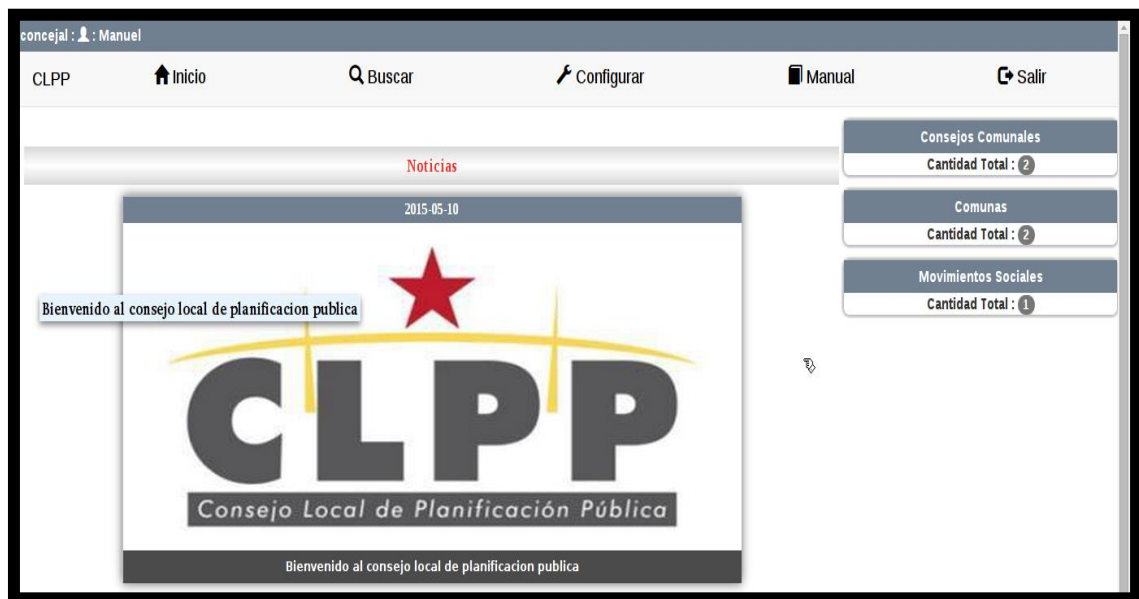 concejal : : Manuel
CLPP Inicio Buscar Configurar Manual Salir
Noticias
2015-05-10
Bienvenido al consejo local de planificacion publica
CLPP
Consejo Local de Planificación Pública
Bienvenido al consejo local de planificacion publica
Consejos Comunales
Cantidad Total : 2
Comunas
Cantidad Total : 2
Movimientos Sociales
Cantidad Total : 1